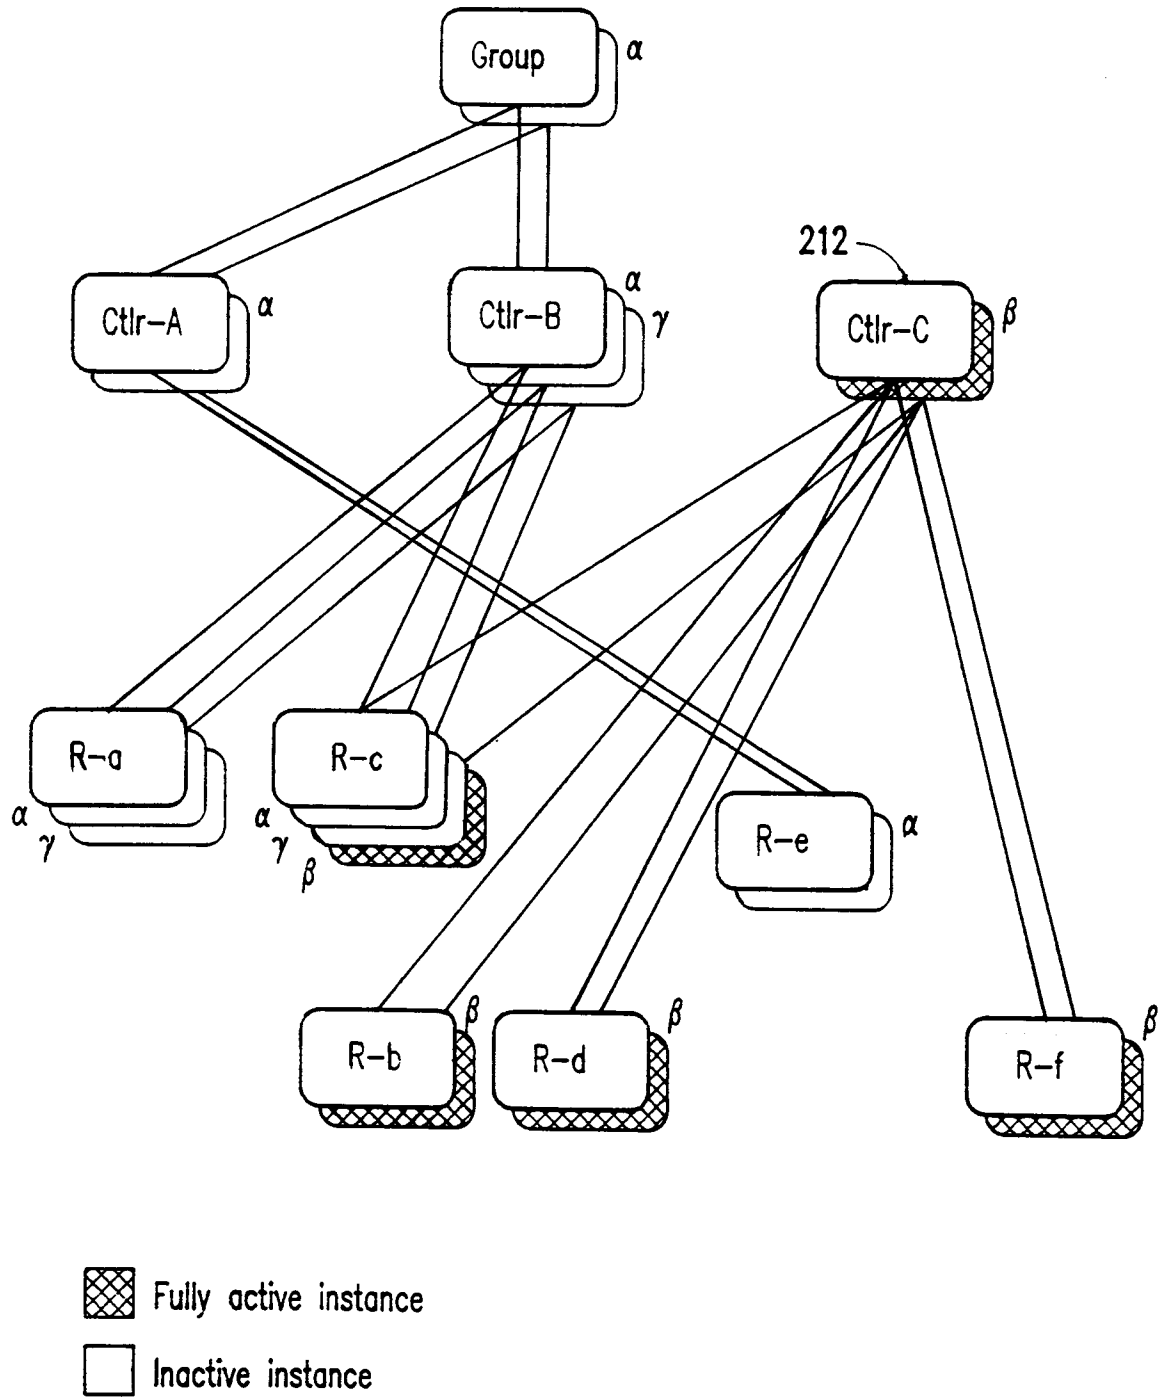 Group
α
212
Ctlr-A
α
Ctlr-B
α
γ
Ctlr-C
β
R-a
α
γ
R-c
α
γ
β
R-e
α
R-b
β
R-d
β
R-f
β
Fully active instance
Inactive instance